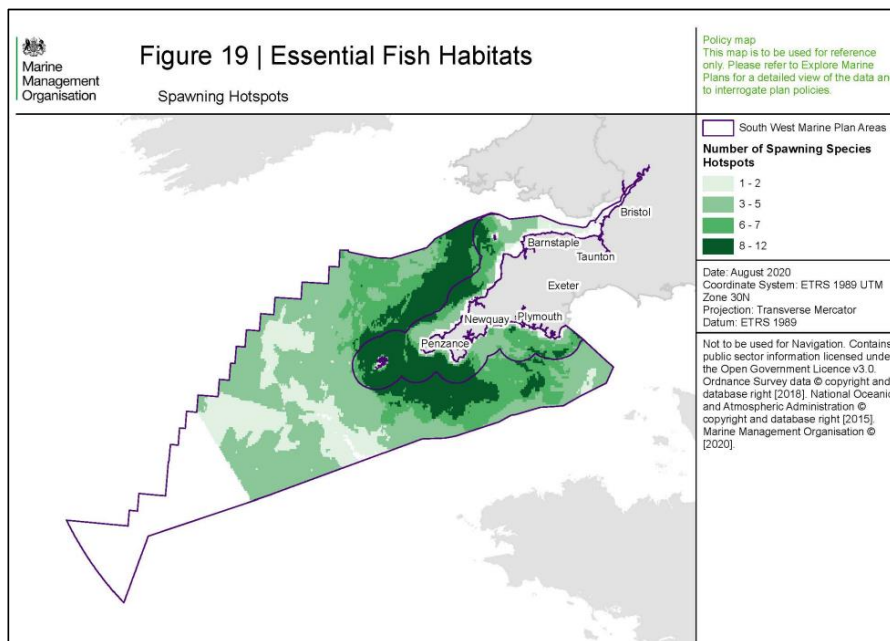 Marine
Management
Organisation
Figure 19 | Essential Fish Habitats
Spawning Hotspots
Policy map
This map is to be used for reference
only. Please refer to Explore Marine
Plans for a detailed view of the data an
to interrogate plan policies.
South West Marine Plan Areas
Number of Spawning Species
Hotspots
1 - 2
3 - 5
6 - 7
8 - 12
Date: August 2020
Coordinate System: ETRS 1989 UTM
Zone 30N
Projection: Transverse Mercator
Datum: ETRS 1989
Not to be used for Navigation. Contains
public sector information licensed unde
the Open Government Licence v3.0.
Ordnance Survey data © copyright and
database right [2018]. National Oceanic
and Atmospheric Administration ©
copyright and database right [2015].
Marine Management Organisation ©
[2020].
Bristol
Barnstaple
Taunton
Exeter
Newquay
Plymouth
Penzance